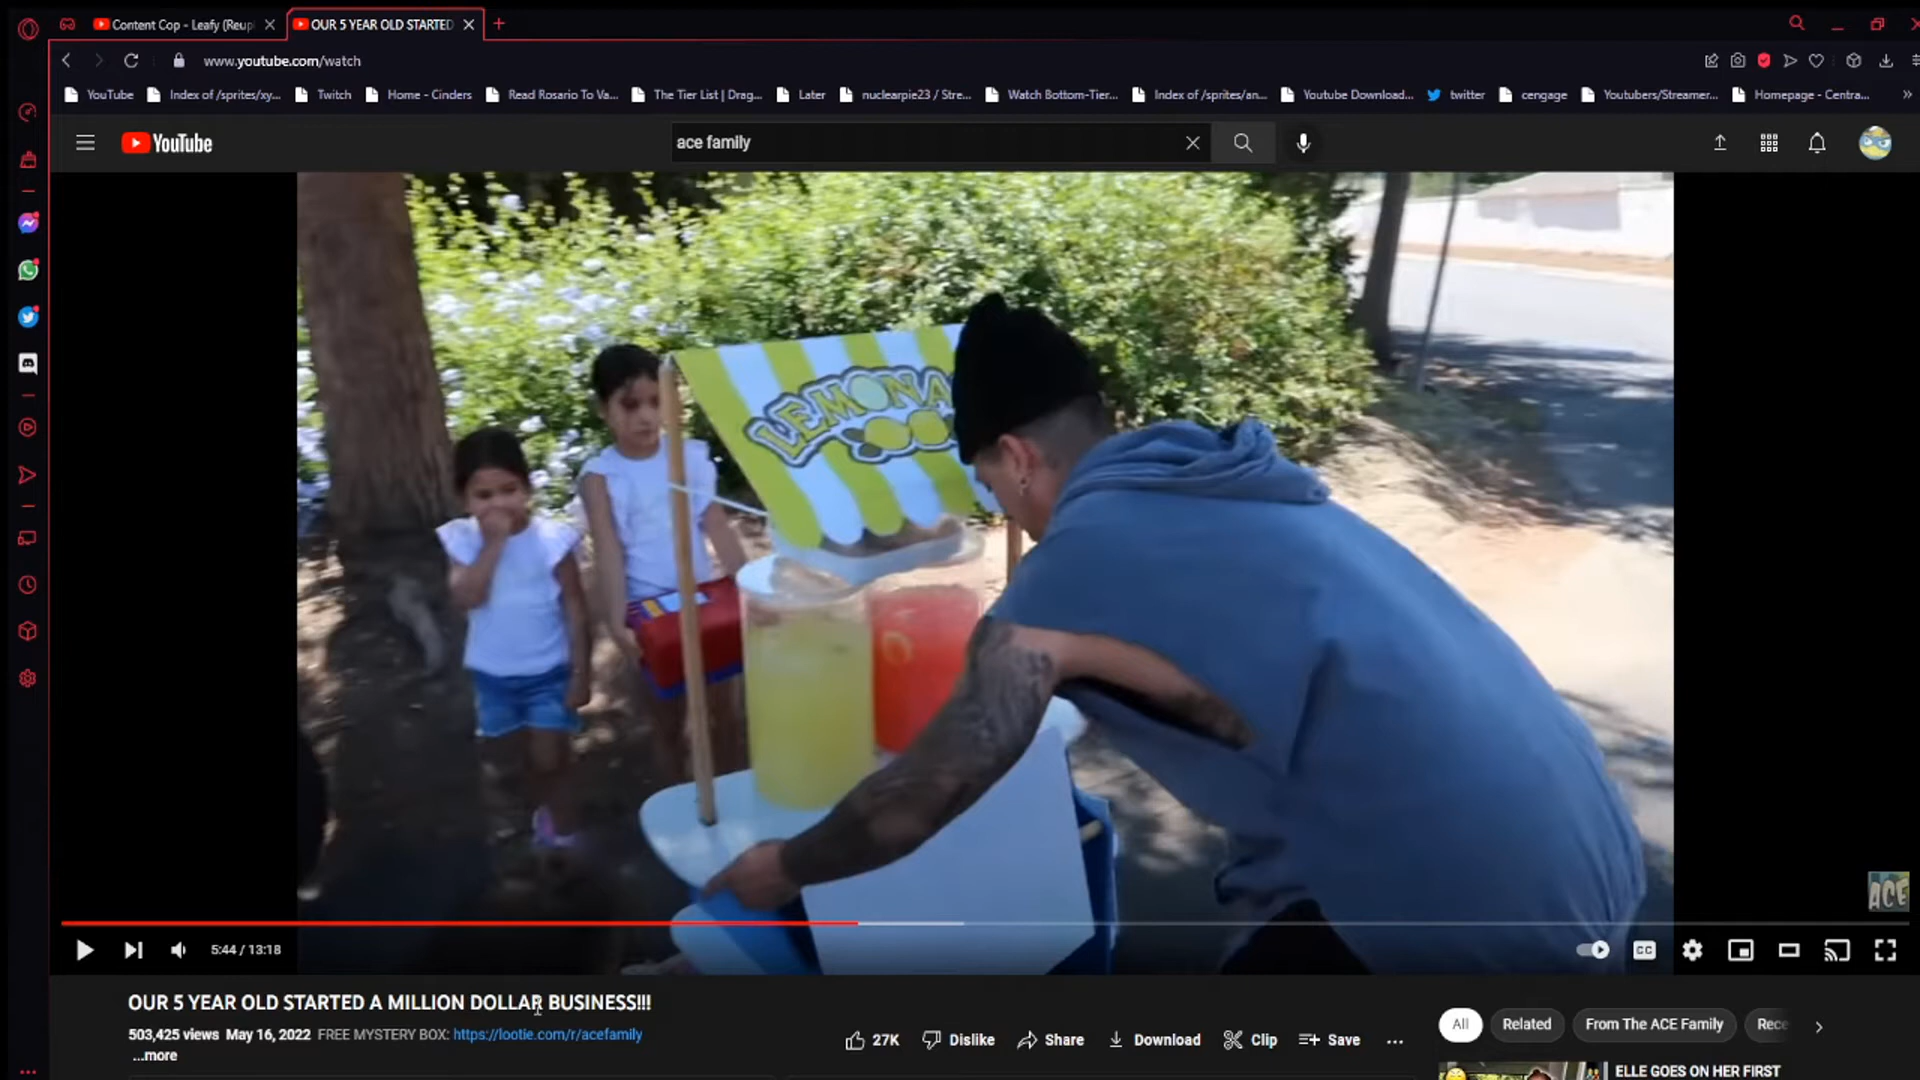 Content Cop - Leafy (Reupl
OUR 5 YEAR OLD STARTED
www.youtube.com/watch
YouTube
Index of /sprites/xy...
Twitch
Home - Cinders
Read Rosario To Va...
The Tier List | Drag...
Later
nuclearpie23 / Stre...
Watch Bottom-Tier...
Index of /sprites/an...
Youtube Download...
twitter
cengage
Youtubers/Streamer...
Homepage - Centra...
YouTube
ace family
LEMONA
ACE
5:44 / 13:18
CC
OUR 5 YEAR OLD STARTED A MILLION DOLLAR BUSINESS!!!
503,425 views May 16, 2022 FREE MYSTERY BOX: https://lootie.com/r/acefamily
...more
27K
Dislike
Share
Download
Clip
Save
All
Related
From The ACE Family
Rece
ELLE GOES ON HER FIRST